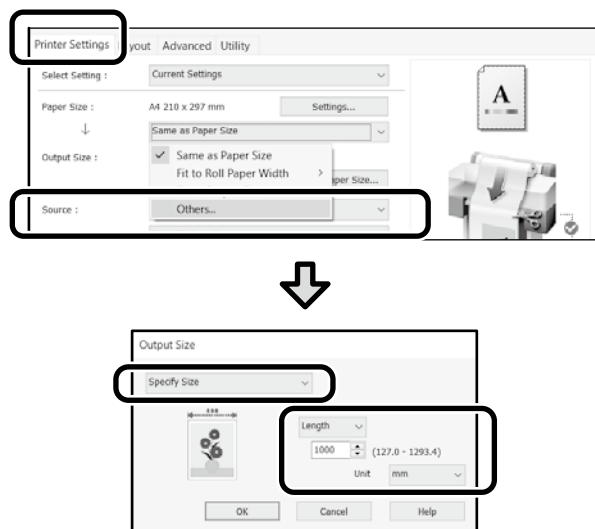 Printer Settings yout Advanced Utility
Select Setting : Current Settings
Paper Size : A4 210 x 297 mm Settings...
Same as Paper Size
Output Size : Same as Paper Size
Fit to Roll Paper Width
per Size...
Source : Others...
A
Output Size
Specify Size
Length
1000 (127.0 - 1293.4)
Unit mm
OK Cancel Help